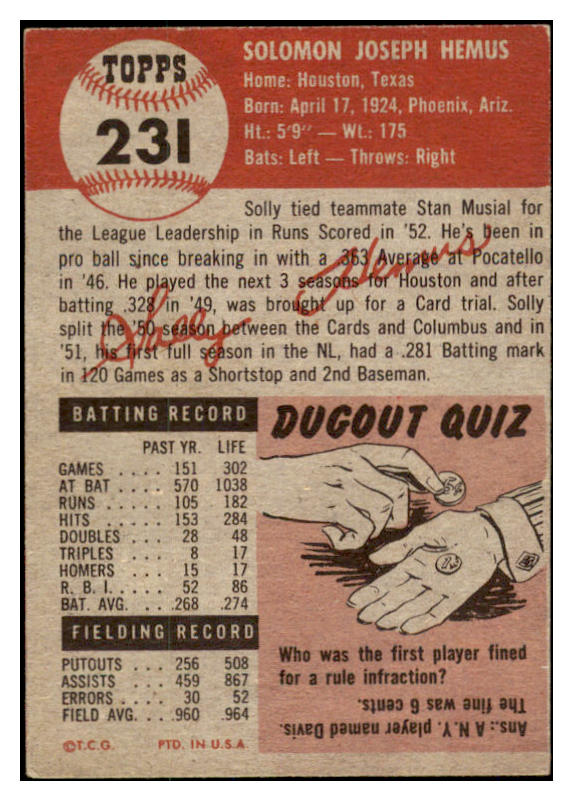 TOPPS
231
SOLOMON JOSEPH HEMUS
Home: Houston, Texas
Born: April 17, 1924, Phoenix, Ariz.
Ht.: 5'9" — Wt.: 175
Bats: Left — Throws: Right
Solly tied teammate Stan Musial for
the League Leadership in Runs Scored in '52. He's been in
pro ball since breaking in with a .363 Average at Pocatello
in '46. He played the next 3 seasons for Houston and after
batting .328 in '49, was brought up for a Card trial. Solly
split the '50 season between the Cards and Columbus and in
'51, his first full season in the NL, had a .281 Batting mark
in 120 Games as a Shortstop and 2nd Baseman.
Solly Hemus
BATTING RECORD
PAST YR. LIFE
GAMES .... 151 302
AT BAT .... 570 1038
RUNS .... 105 182
HITS .... 153 284
DOUBLES ... 28 48
TRIPLES ... 8 17
HOMERS ... 15 17
R. B. I. .... 52 86
BAT. AVG. ... .268 .274
FIELDING RECORD
PUTOUTS ... 256 508
ASSISTS ... 459 867
ERRORS .... 30 52
FIELD AVG. ... .960 .964
©T.C.G. PTD. IN U.S.A.
DUGOUT QUIZ
5¢
1¢
Who was the first player fined
for a rule infraction?
Ans.: A N.Y. player named Davis.
The fine was 6 cents.